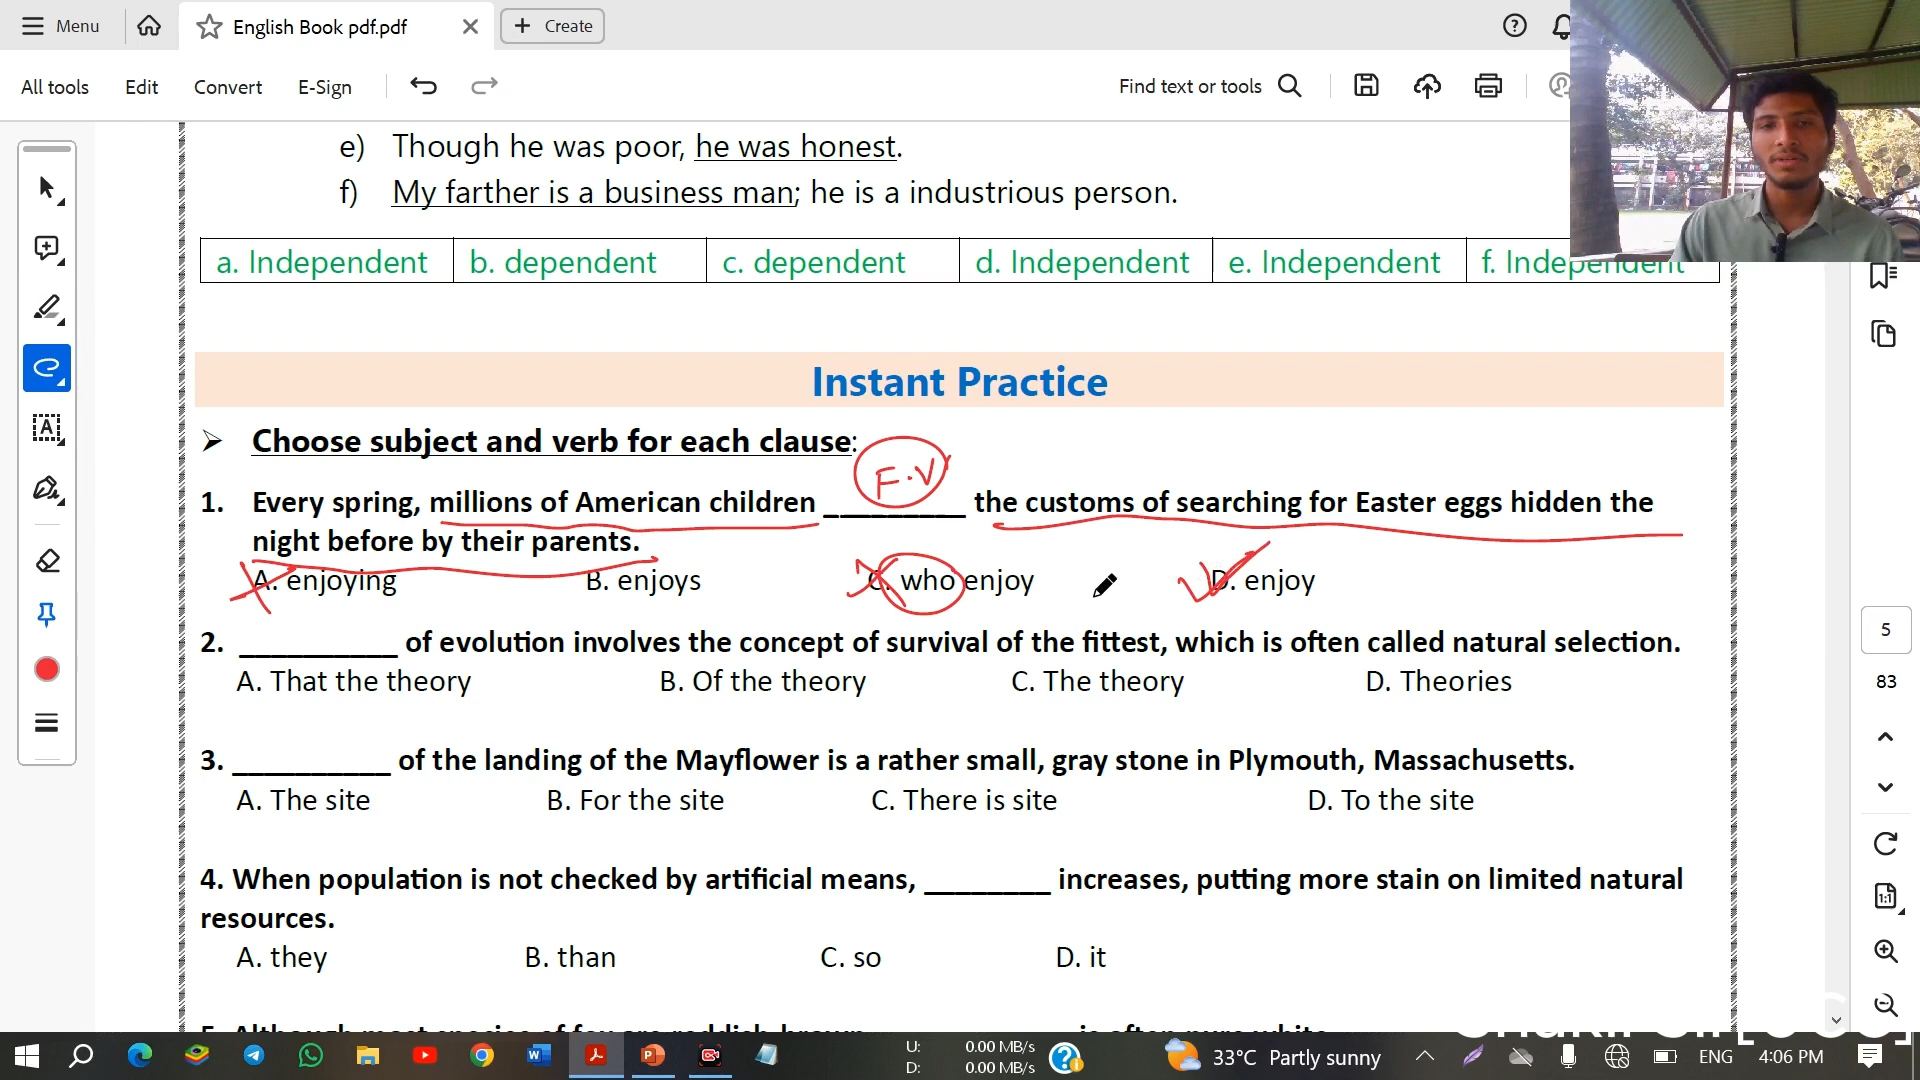 Menu
English Book pdf.pdf
Create
All tools
Edit
Convert
E-Sign
Find text or tools
e) Though he was poor, he was honest.
f) My farther is a business man; he is a industrious person.
a. Independent b. dependent c. dependent d. Independent e. Independent f. Independent
Instant Practice
➢ Choose subject and verb for each clause:
F.V
1. Every spring, millions of American children _________ the customs of searching for Easter eggs hidden the
night before by their parents.
A. enjoying B. enjoys C. who enjoy D. enjoy
2. __________ of evolution involves the concept of survival of the fittest, which is often called natural selection.
A. That the theory B. Of the theory C. The theory D. Theories
3. __________ of the landing of the Mayflower is a rather small, gray stone in Plymouth, Massachusetts.
A. The site B. For the site C. There is site D. To the site
4. When population is not checked by artificial means, ________ increases, putting more stain on limited natural
resources.
A. they B. than C. so D. it
5
83
U: 0.00 MB/s
D: 0.00 MB/s
33°C Partly sunny
ENG
4:06 PM